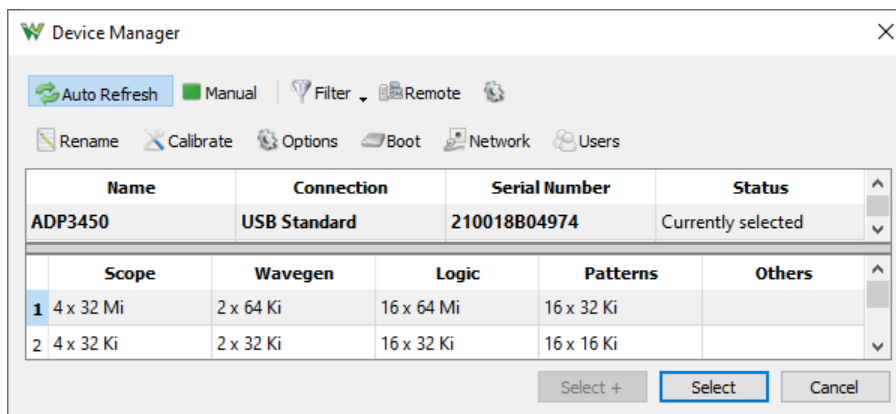 Device Manager
Auto Refresh Manual Filter Remote
Rename Calibrate Options Boot Network Users
Name Connection Serial Number Status
ADP3450 USB Standard 210018B04974 Currently selected
Scope Wavegen Logic Patterns Others
1 4 x 32 Mi 2 x 64 Ki 16 x 64 Mi 16 x 32 Ki
2 4 x 32 Ki 2 x 32 Ki 16 x 32 Ki 16 x 16 Ki
Select + Select Cancel